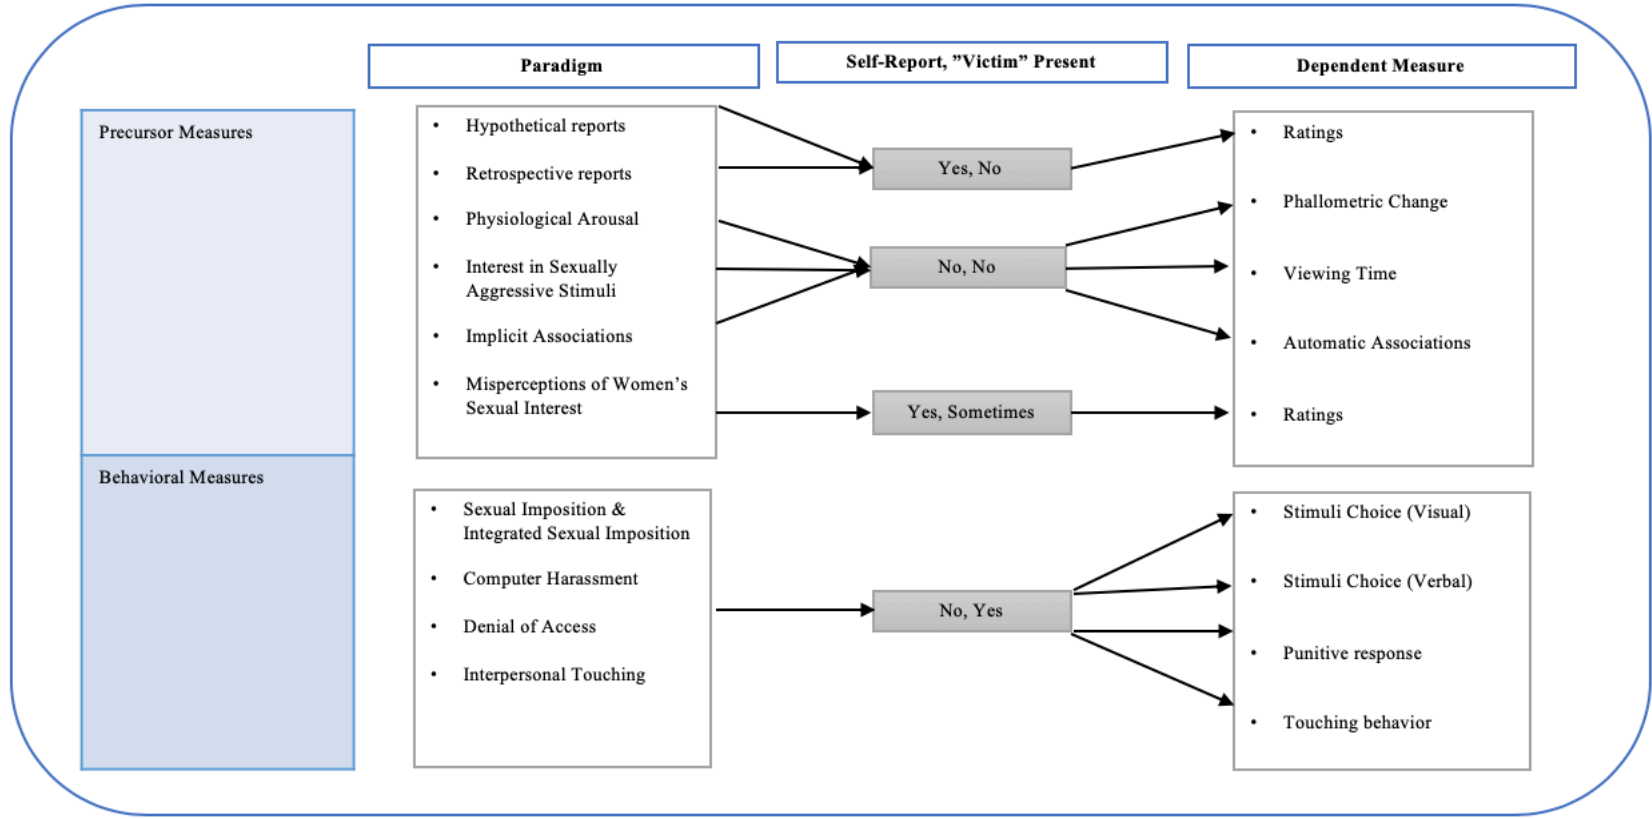 Paradigm
Self-Report, ”Victim” Present
Dependent Measure
Precursor Measures
• Hypothetical reports
• Retrospective reports
• Physiological Arousal
• Interest in Sexually
Aggressive Stimuli
• Implicit Associations
• Misperceptions of Women’s
Sexual Interest
Yes, No
No, No
Yes, Sometimes
• Ratings
• Phallometric Change
• Viewing Time
• Automatic Associations
• Ratings
Behavioral Measures
• Sexual Imposition &
Integrated Sexual Imposition
• Computer Harassment
• Denial of Access
• Interpersonal Touching
No, Yes
• Stimuli Choice (Visual)
• Stimuli Choice (Verbal)
• Punitive response
• Touching behavior